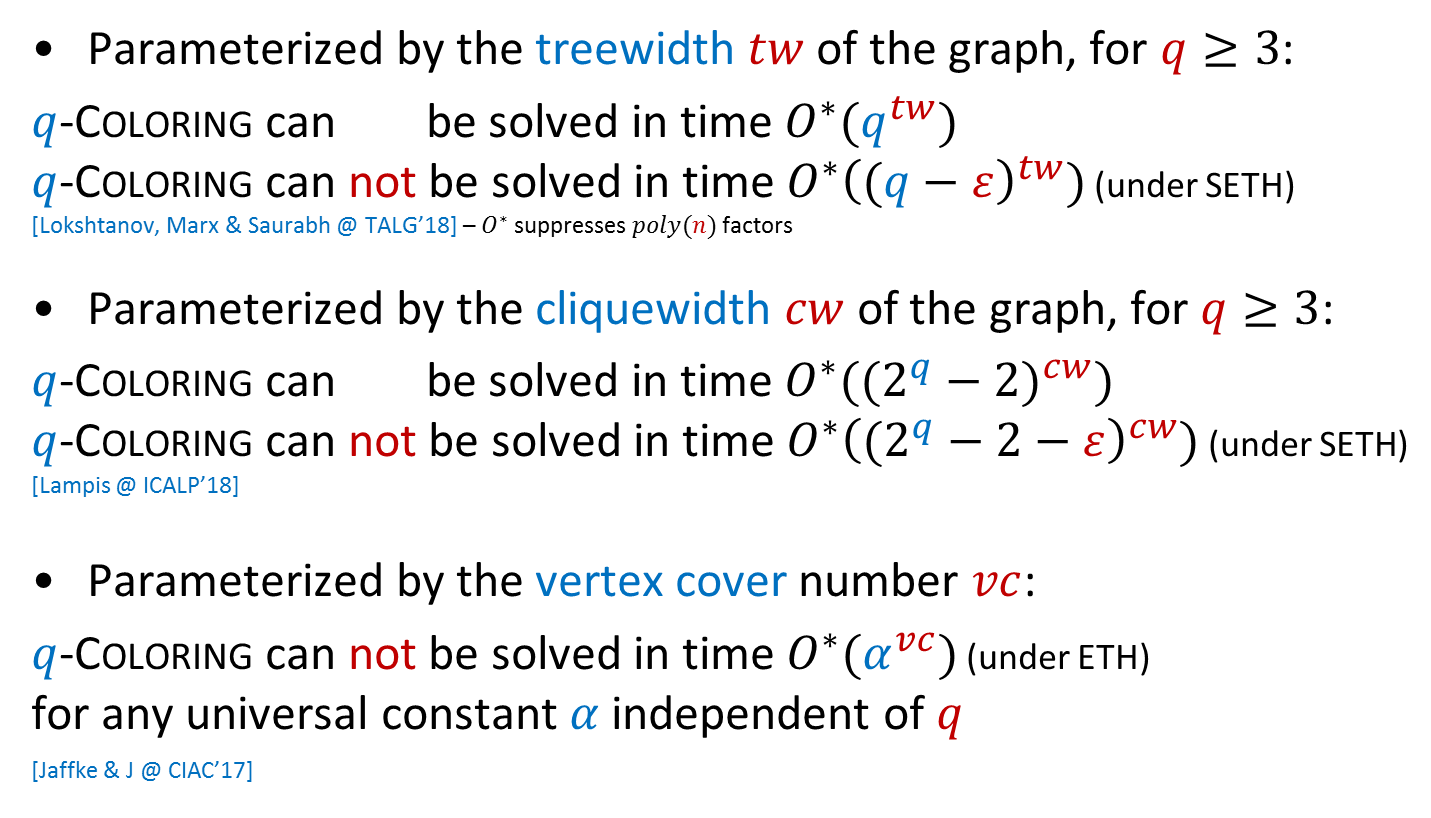 • Parameterized by the treewidth 𝑡𝑤 of the graph, for 𝑞 ≥ 3:
𝑞-COLORING can be solved in time 𝑂*(𝑞^𝑡𝑤)
𝑞-COLORING can not be solved in time 𝑂*((𝑞 − 𝜀)^𝑡𝑤) (under SETH)
[Lokshtanov, Marx & Saurabh @ TALG’18] – 𝑂* suppresses 𝑝𝑜𝑙𝑦(𝑛) factors
• Parameterized by the cliquewidth 𝑐𝑤 of the graph, for 𝑞 ≥ 3:
𝑞-COLORING can be solved in time 𝑂*((2^𝑞 − 2)^𝑐𝑤)
𝑞-COLORING can not be solved in time 𝑂*((2^𝑞 − 2 − 𝜀)^𝑐𝑤) (under SETH)
[Lampis @ ICALP’18]
• Parameterized by the vertex cover number 𝑣𝑐:
𝑞-COLORING can not be solved in time 𝑂*(𝛼^𝑣𝑐) (under ETH)
for any universal constant 𝛼 independent of 𝑞
[Jaffke & J @ CIAC’17]